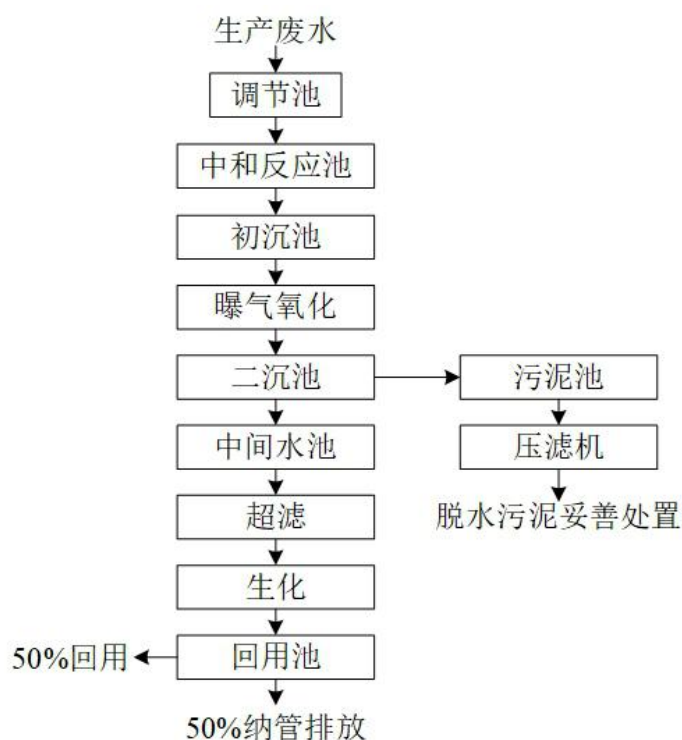 生产废水
调节池
中和反应池
初沉池
曝气氧化
二沉池
污泥池
中间水池
压滤机
超滤
脱水污泥妥善处置
生化
50%回用
回用池
50%纳管排放